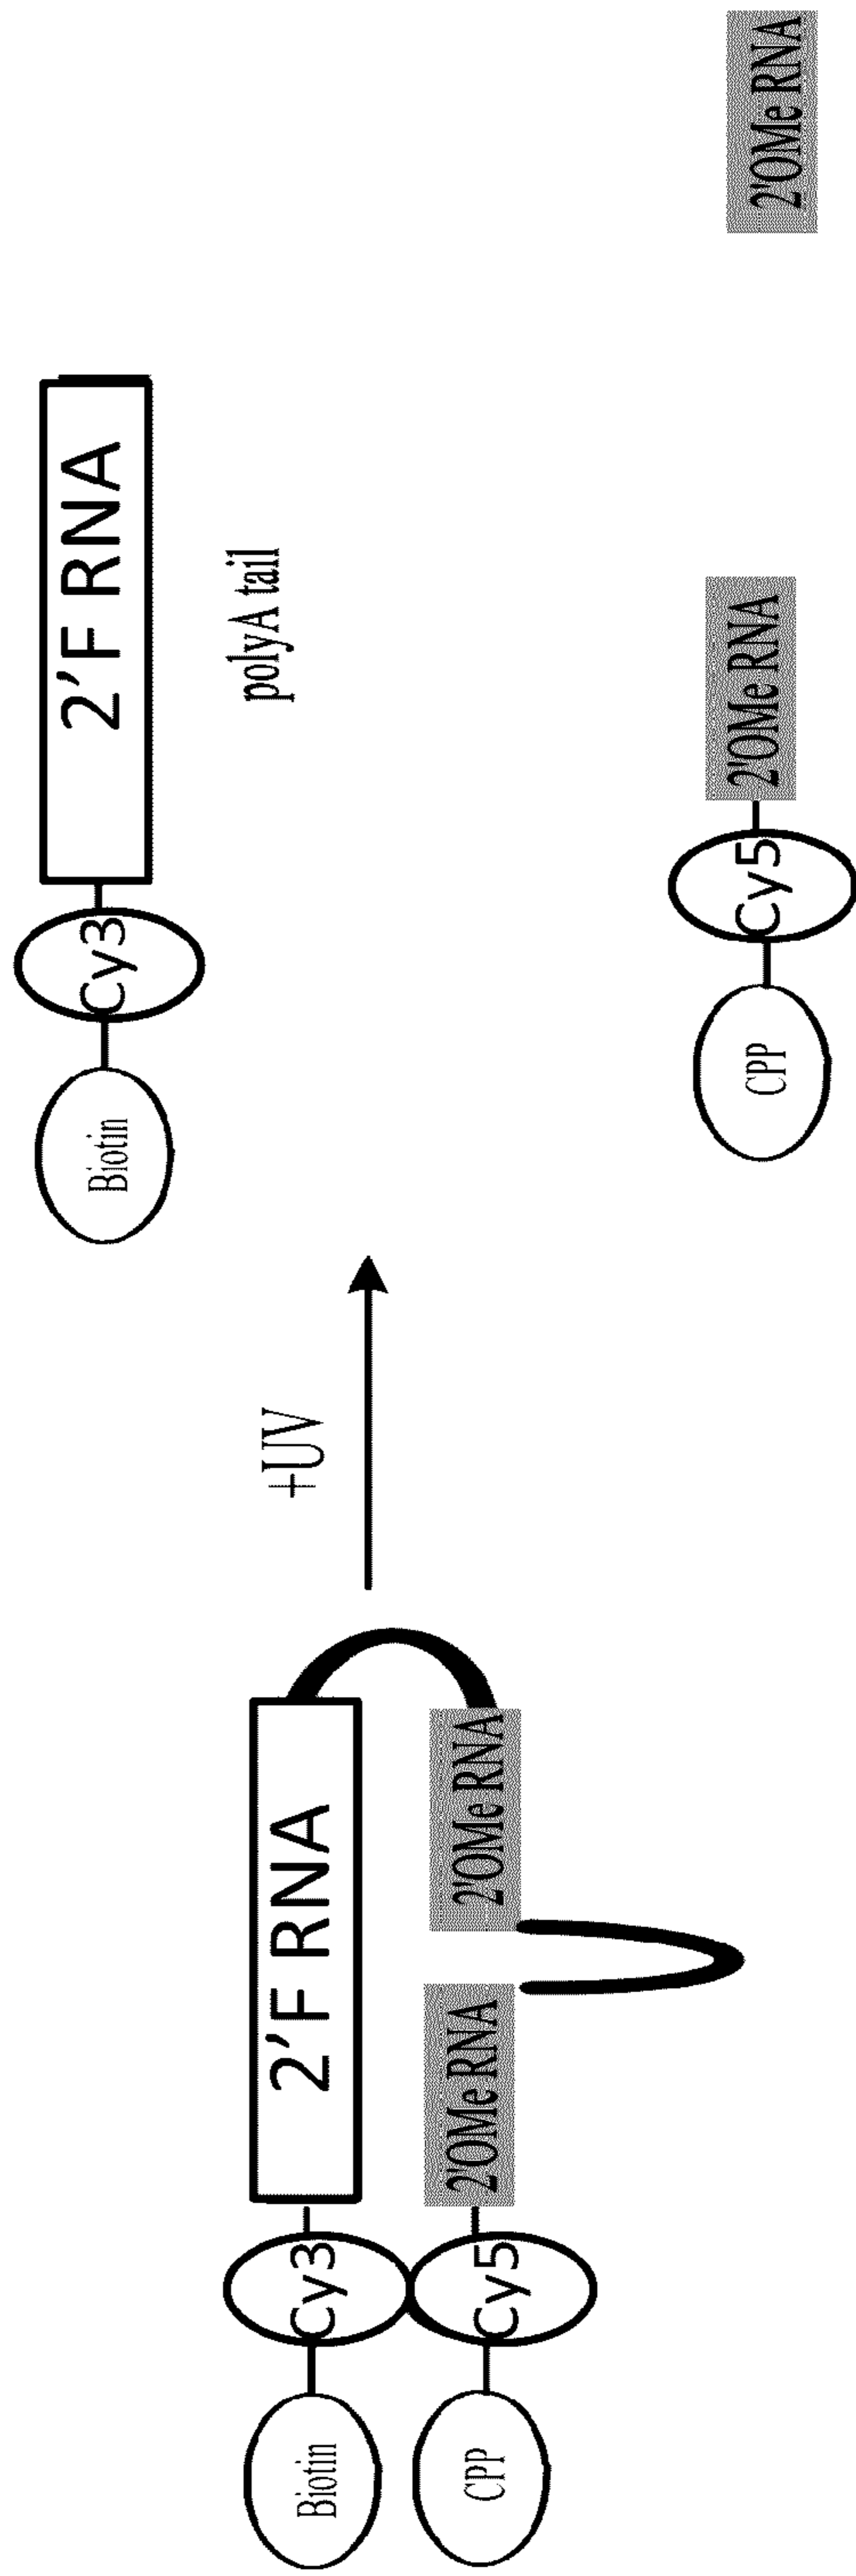 Biotin
Cy3
2'F RNA
CPP
Cy5
2'OMe RNA
2'OMe RNA
+UV
Biotin
Cy3
2'F RNA
polyA tail
CPP
Cy5
2'OMe RNA
2'OMe RNA